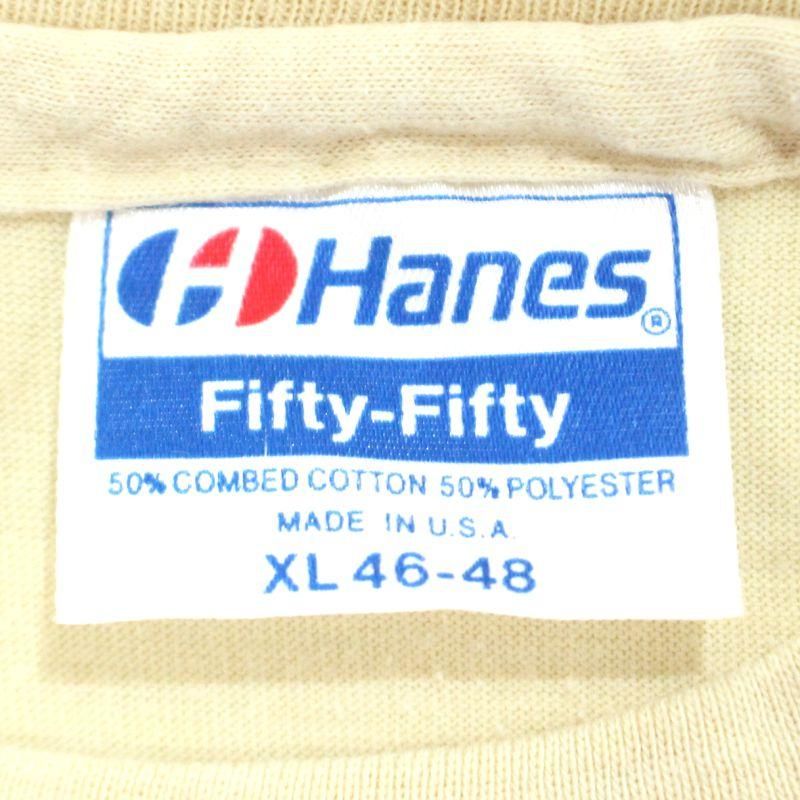 Hanes®
Fifty-Fifty
50% COMBED COTTON 50% POLYESTER
MADE IN U.S.A.
XL 46-48